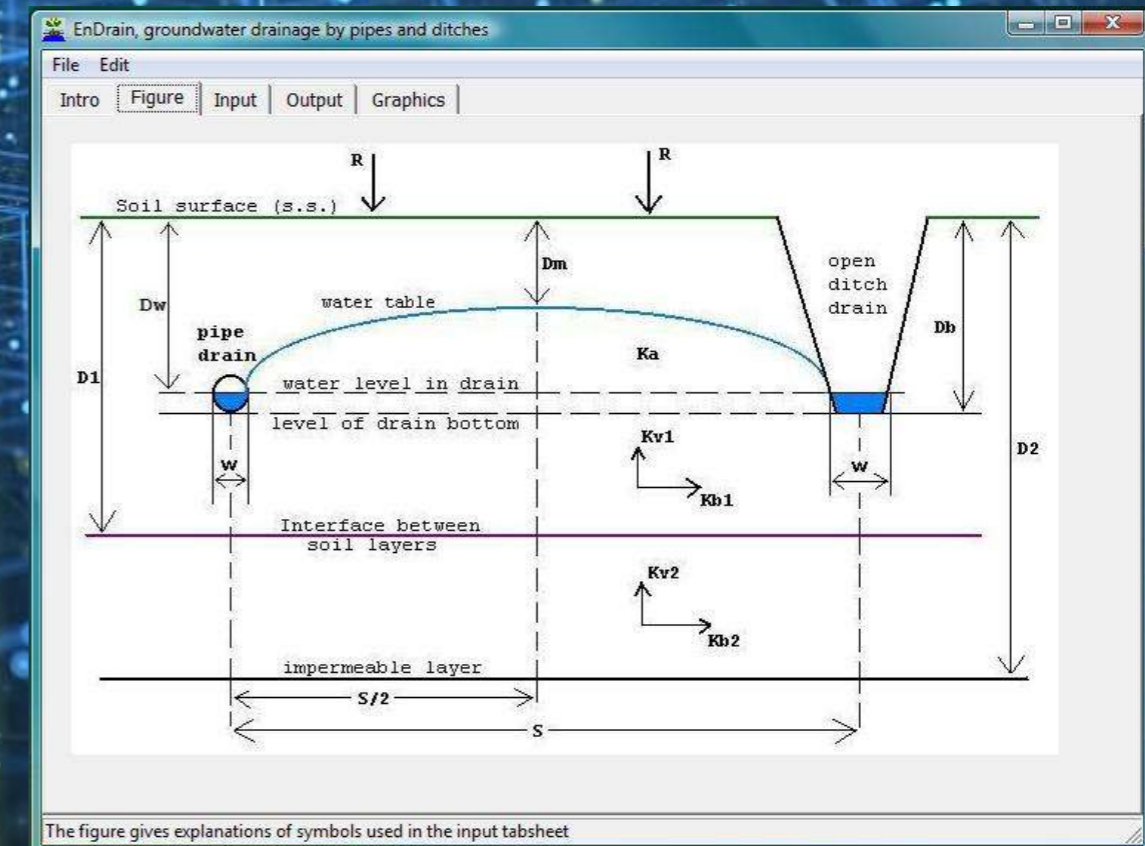 EnDrain, groundwater drainage by pipes and ditches
File Edit
Intro Figure Input Output Graphics
R R
Soil surface (s.s.)
Dm
open
ditch
drain
Dw
water table
pipe
drain
Db
Ka
D1
water level in drain
level of drain bottom
Kv1
D2
w
w
Kb1
Interface between
soil layers
Kv2
Kb2
impermeable layer
S/2
S
The figure gives explanations of symbols used in the input tabsheet